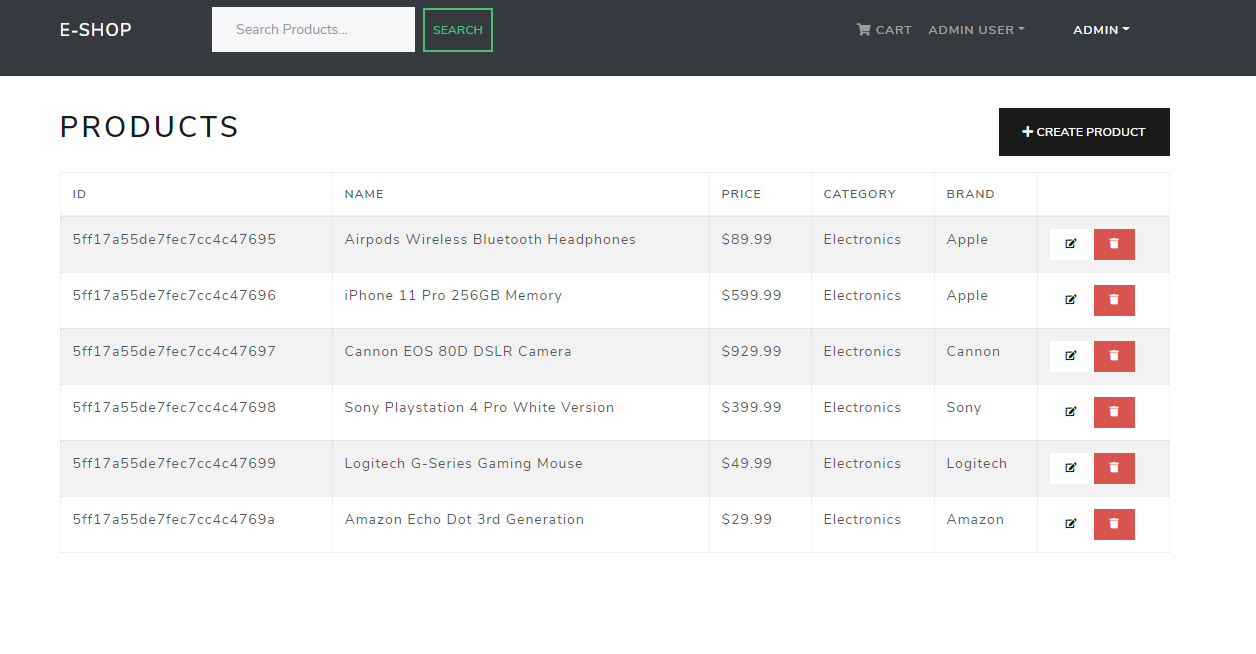 E-SHOP Search Products... SEARCH CART ADMIN USER ADMIN
PRODUCTS CREATE PRODUCT
ID NAME PRICE CATEGORY BRAND
5ff17a55de7fec7cc4c47695 Airpods Wireless Bluetooth Headphones $89.99 Electronics Apple
5ff17a55de7fec7cc4c47696 iPhone 11 Pro 256GB Memory $599.99 Electronics Apple
5ff17a55de7fec7cc4c47697 Cannon EOS 80D DSLR Camera $929.99 Electronics Cannon
5ff17a55de7fec7cc4c47698 Sony Playstation 4 Pro White Version $399.99 Electronics Sony
5ff17a55de7fec7cc4c47699 Logitech G-Series Gaming Mouse $49.99 Electronics Logitech
5ff17a55de7fec7cc4c4769a Amazon Echo Dot 3rd Generation $29.99 Electronics Amazon